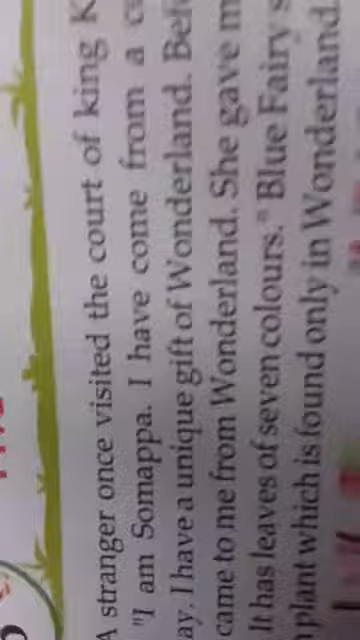 A stranger once visited the court of king K
"I am Somappa. I have come from a c
ay. I have a unique gift of Wonderland. Bef
came to me from Wonderland. She gave m
It has leaves of seven colours." Blue Fairy s
plant which is found only in Wonderland.